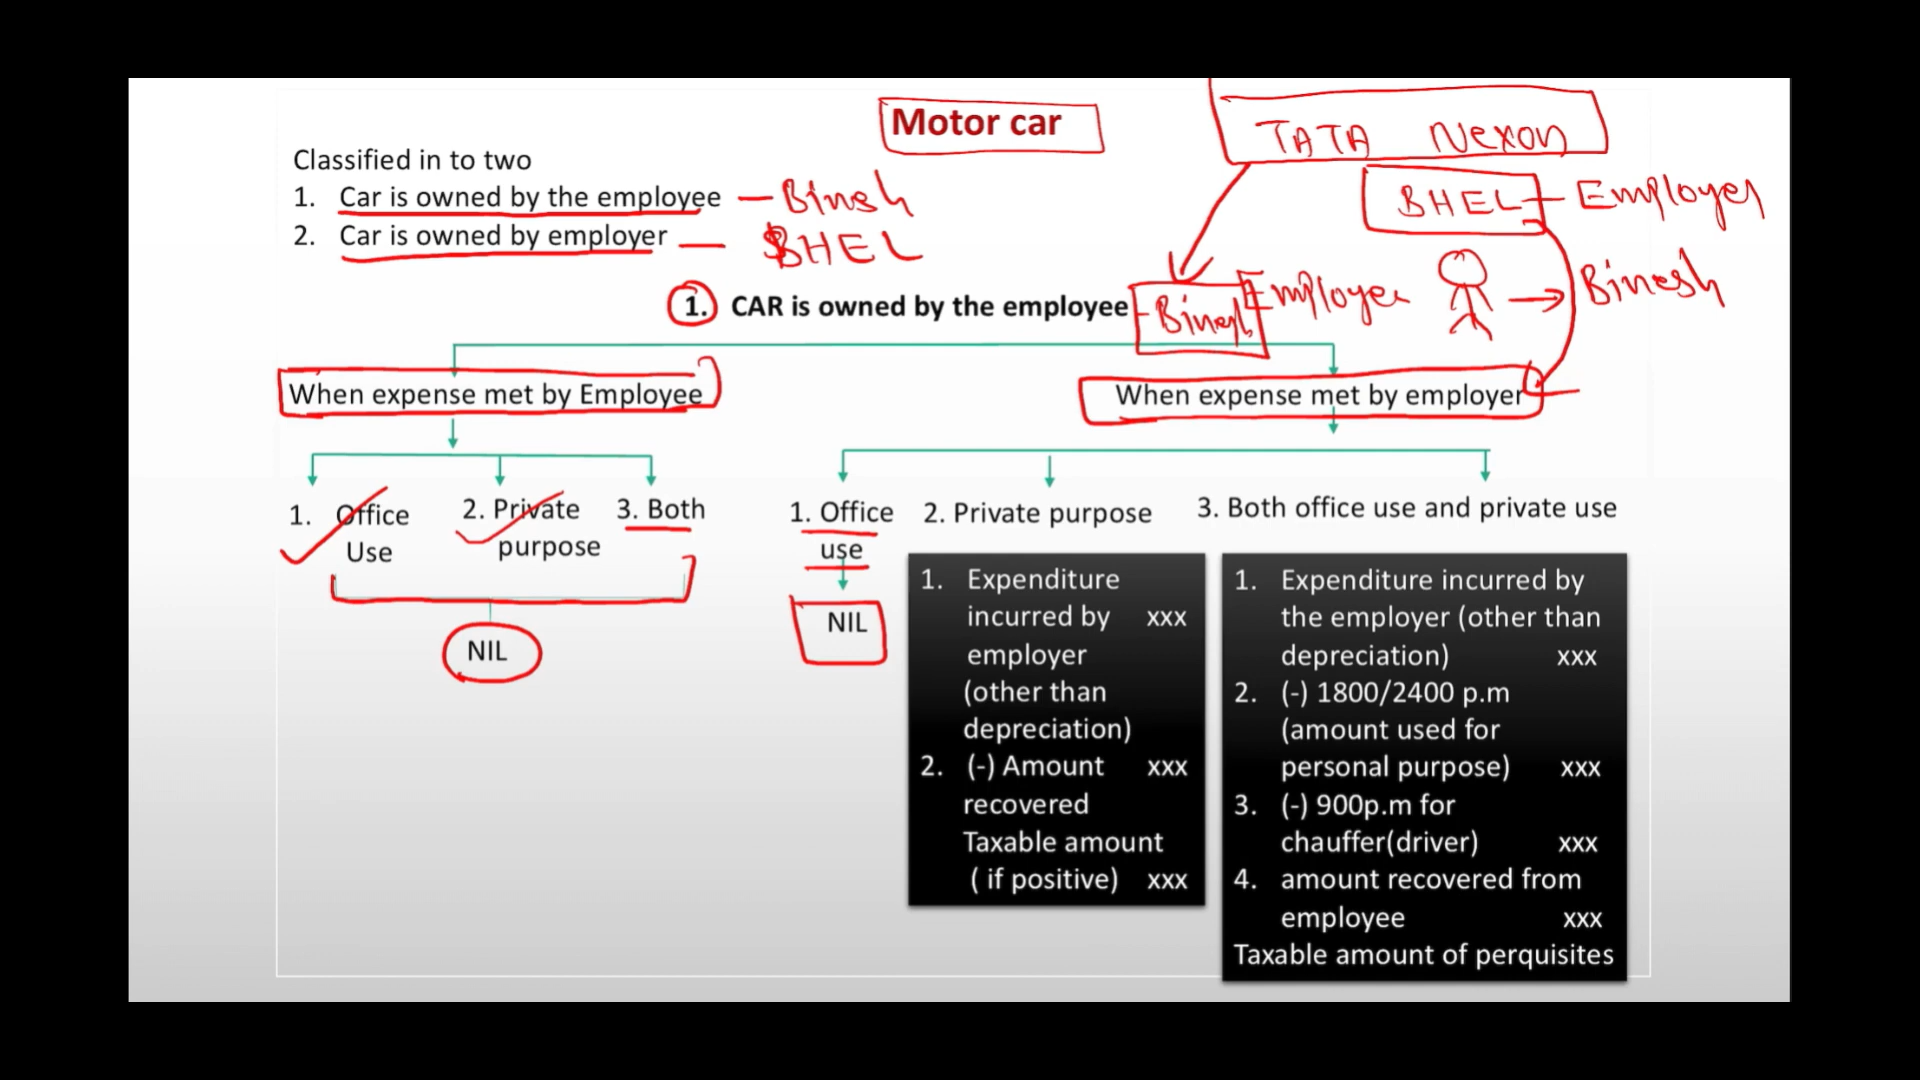 Motor car
TATA Nexon
Classified in to two
1. Car is owned by the employee — Binsh
2. Car is owned by employer — BHEL
BHEL — Employer
Binesh
1. CAR is owned by the employee
Binesh Employee
When expense met by Employee
When expense met by employer
1. Office Use
2. Private purpose
3. Both
NIL
1. Office use
NIL
2. Private purpose
1. Expenditure
incurred by xxx
employer
(other than
depreciation)
2. (-) Amount xxx
recovered
Taxable amount
( if positive) xxx
3. Both office use and private use
1. Expenditure incurred by
the employer (other than
depreciation) xxx
2. (-) 1800/2400 p.m
(amount used for
personal purpose) xxx
3. (-) 900p.m for
chauffer(driver) xxx
4. amount recovered from
employee xxx
Taxable amount of perquisites